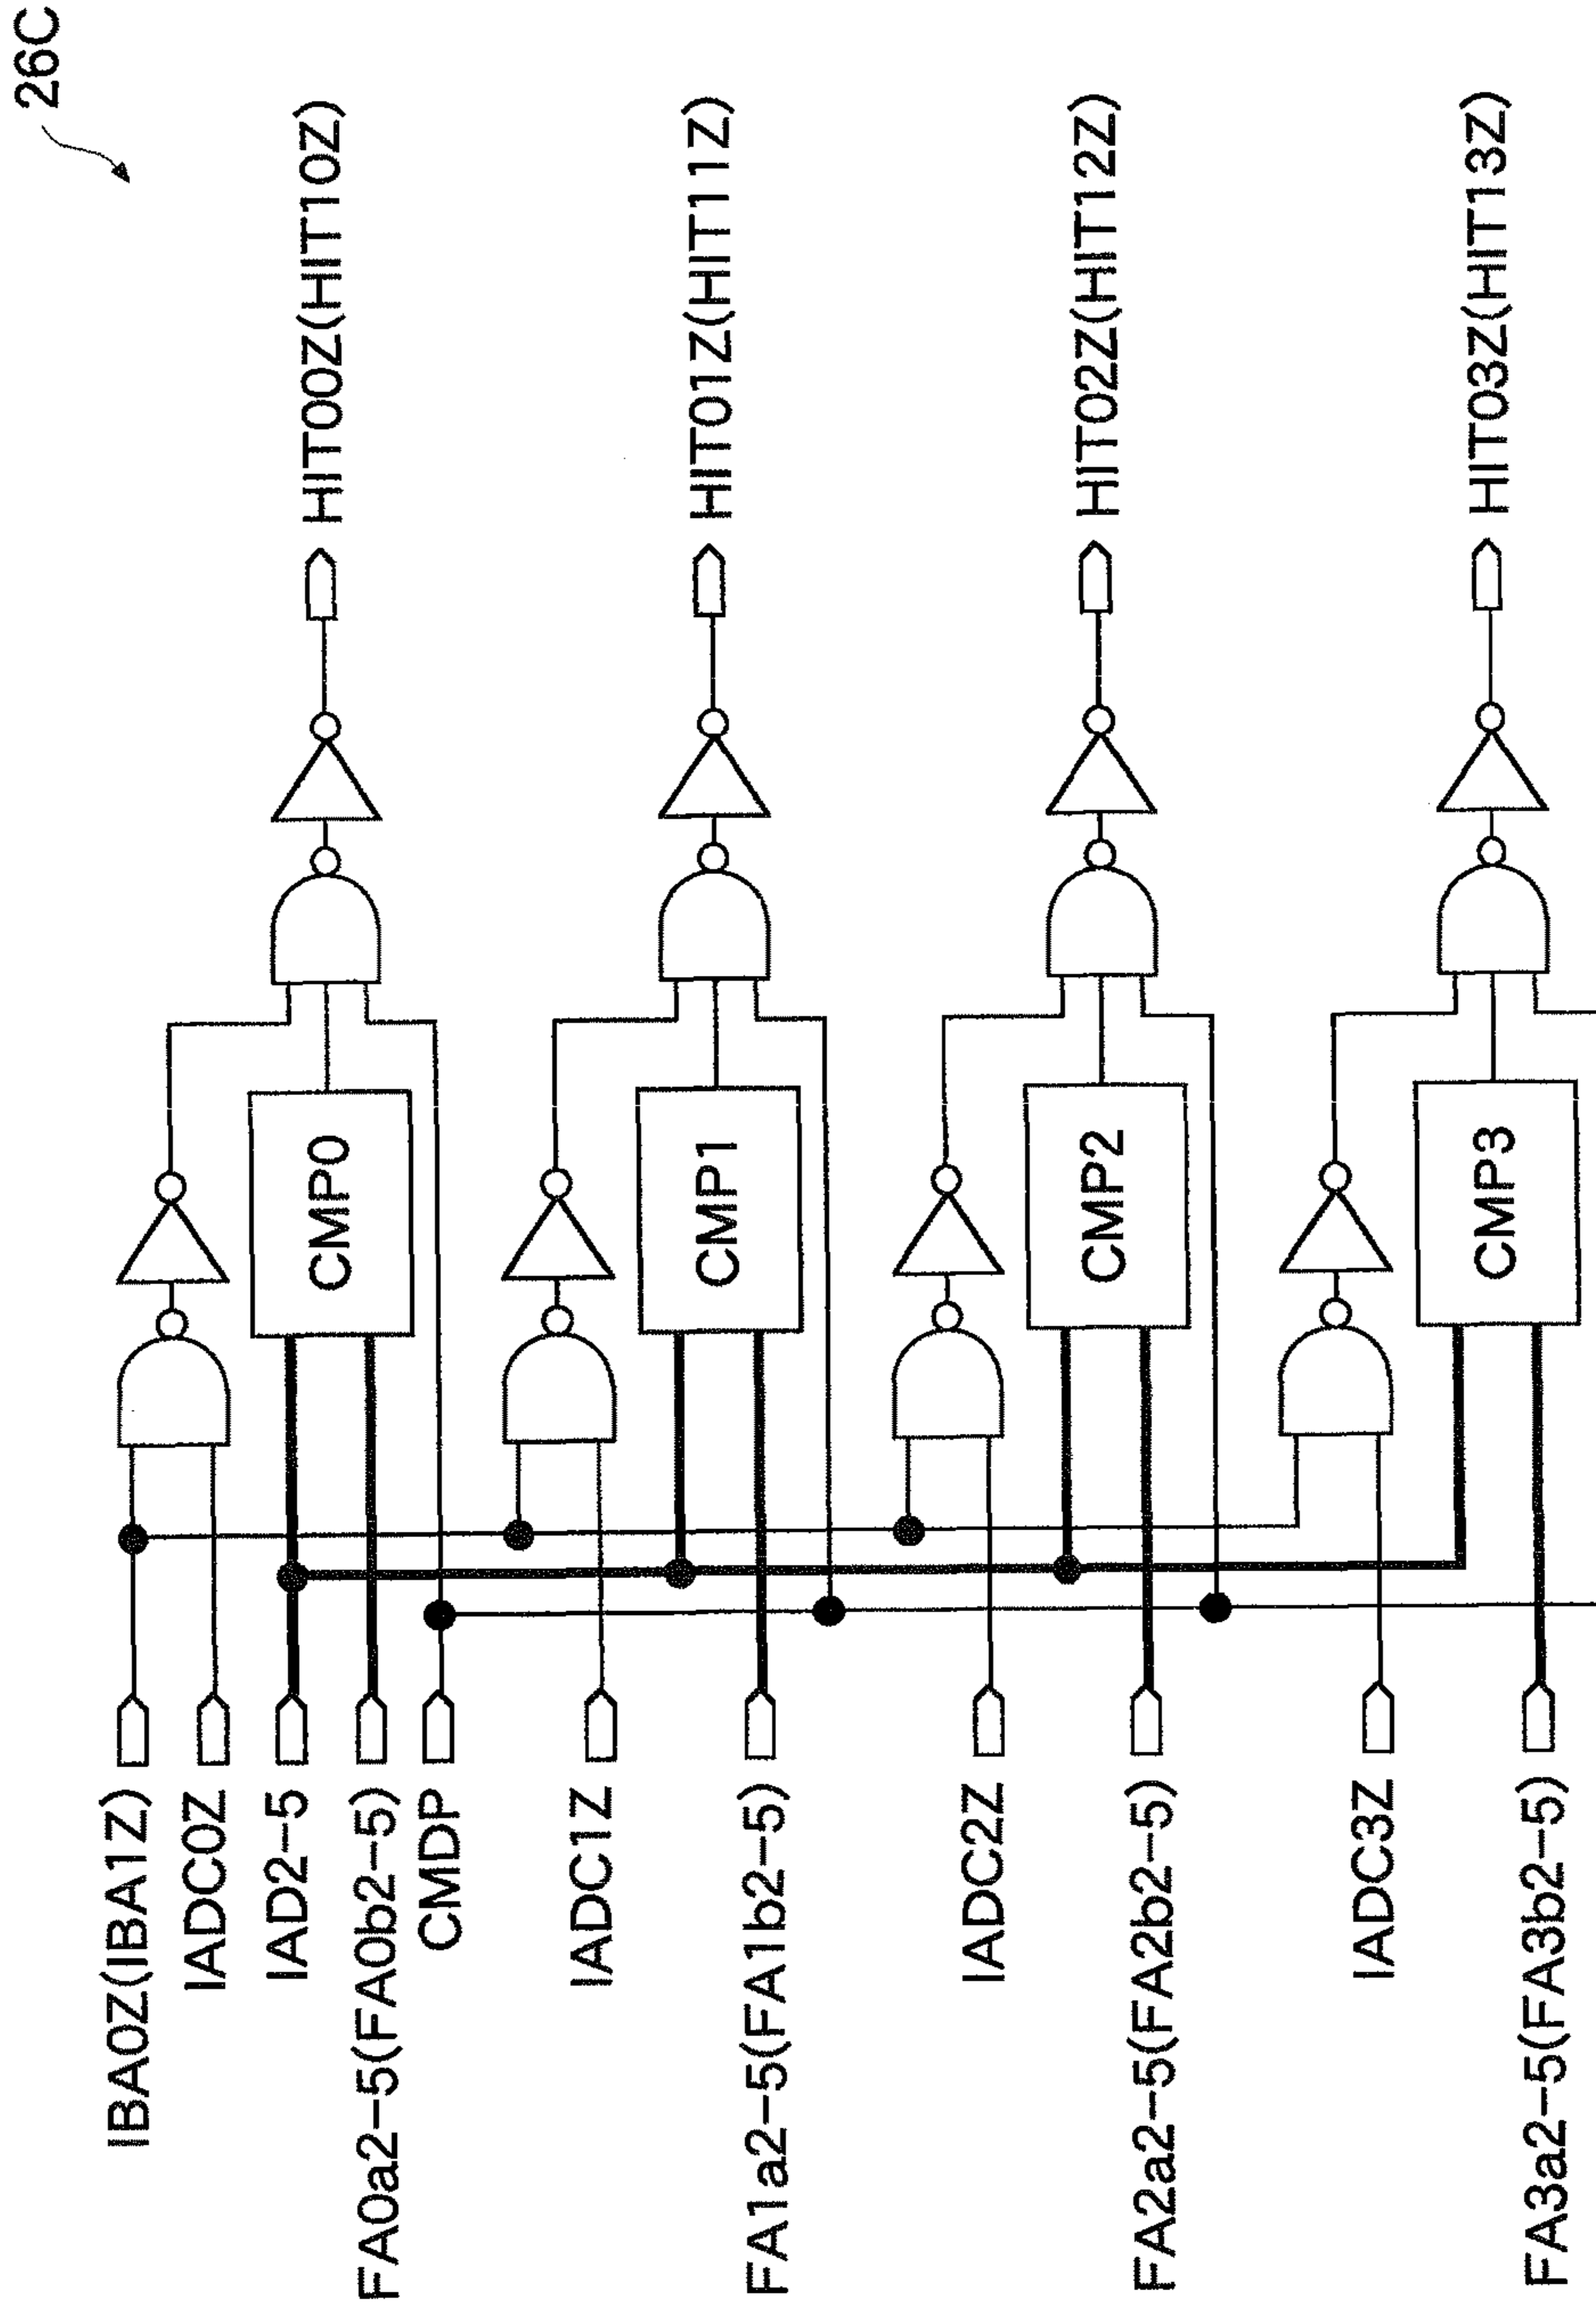 26C
IBA0Z(IBA1Z)
IADC0Z
IAD2-5
FA0a2-5(FA0b2-5)
CMDP
CMP0
HIT00Z(HIT10Z)
IADC1Z
FA1a2-5(FA1b2-5)
CMP1
HIT01Z(HIT11Z)
IADC2Z
FA2a2-5(FA2b2-5)
CMP2
HIT02Z(HIT12Z)
IADC3Z
FA3a2-5(FA3b2-5)
CMP3
HIT03Z(HIT13Z)